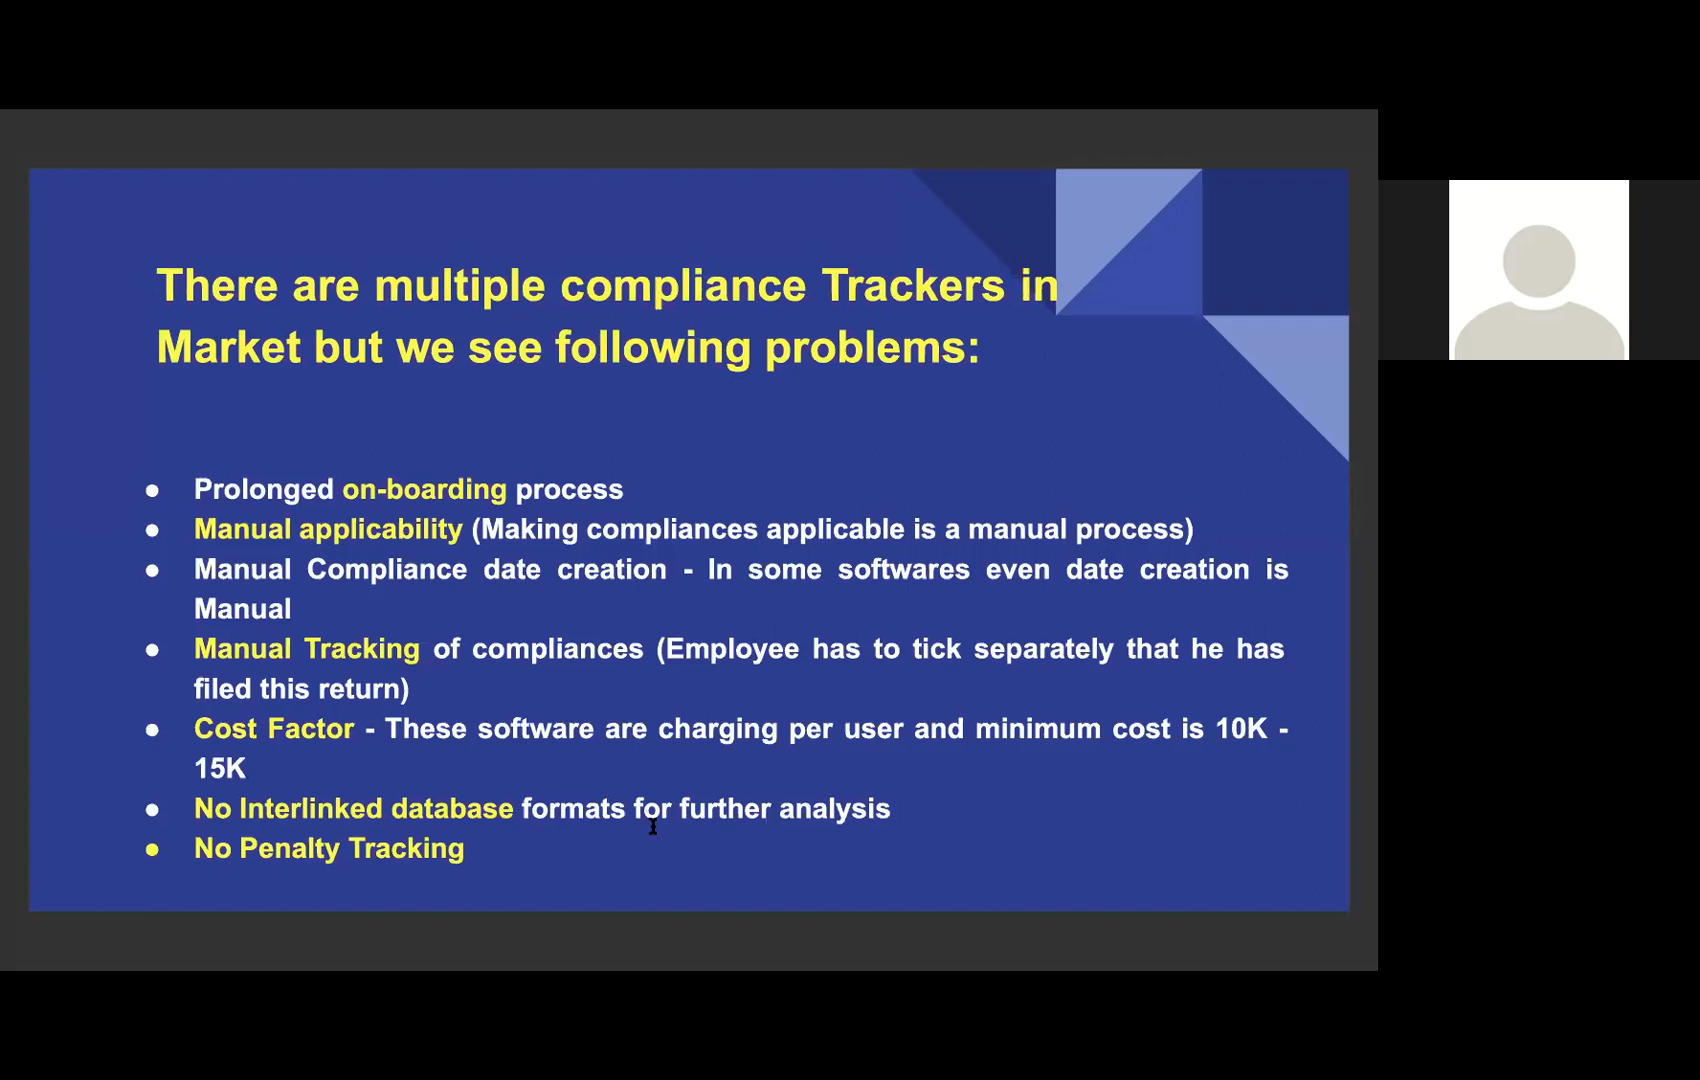 There are multiple compliance Trackers in
Market but we see following problems:
● Prolonged on-boarding process
● Manual applicability (Making compliances applicable is a manual process)
● Manual Compliance date creation - In some softwares even date creation is
Manual
● Manual Tracking of compliances (Employee has to tick separately that he has
filed this return)
● Cost Factor - These software are charging per user and minimum cost is 10K -
15K
● No Interlinked database formats for further analysis
● No Penalty Tracking